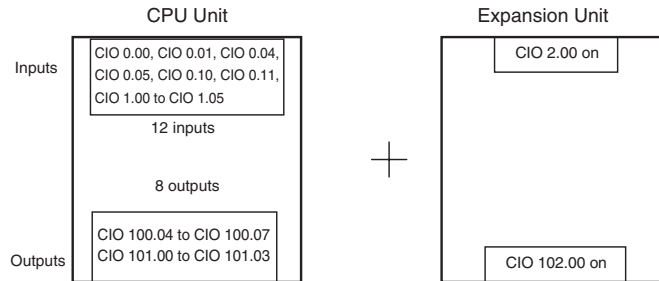 CPU Unit
Expansion Unit
Inputs
CIO 0.00, CIO 0.01, CIO 0.04,
CIO 0.05, CIO 0.10, CIO 0.11,
CIO 1.00 to CIO 1.05
CIO 2.00 on
12 inputs
8 outputs
Outputs
CIO 100.04 to CIO 100.07
CIO 101.00 to CIO 101.03
CIO 102.00 on